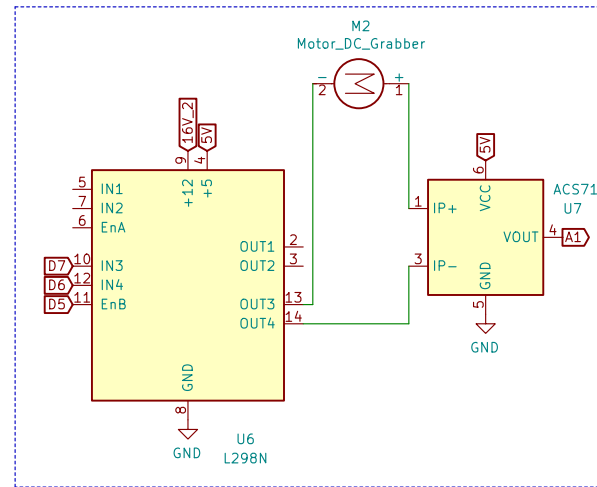 M2
Motor_DC_Grabber
- +
2 1
16V_2
5V
9 4
+12 +5
5 IN1
7 IN2
6 EnA
D7 10 IN3
D6 12 IN4
D5 11 EnB
OUT1 2
OUT2 3
OUT3 13
OUT4 14
GND
8
GND
U6
L298N
5V
6
VCC
ACS71
U7
1 IP+
3 IP-
VOUT 4 A1
GND
5
GND